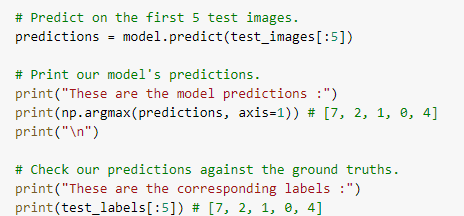 # Predict on the first 5 test images.
predictions = model.predict(test_images[:5])
# Print our model's predictions.
print("These are the model predictions :")
print(np.argmax(predictions, axis=1)) # [7, 2, 1, 0, 4]
print("\n")
# Check our predictions against the ground truths.
print("These are the corresponding labels :")
print(test_labels[:5]) # [7, 2, 1, 0, 4]